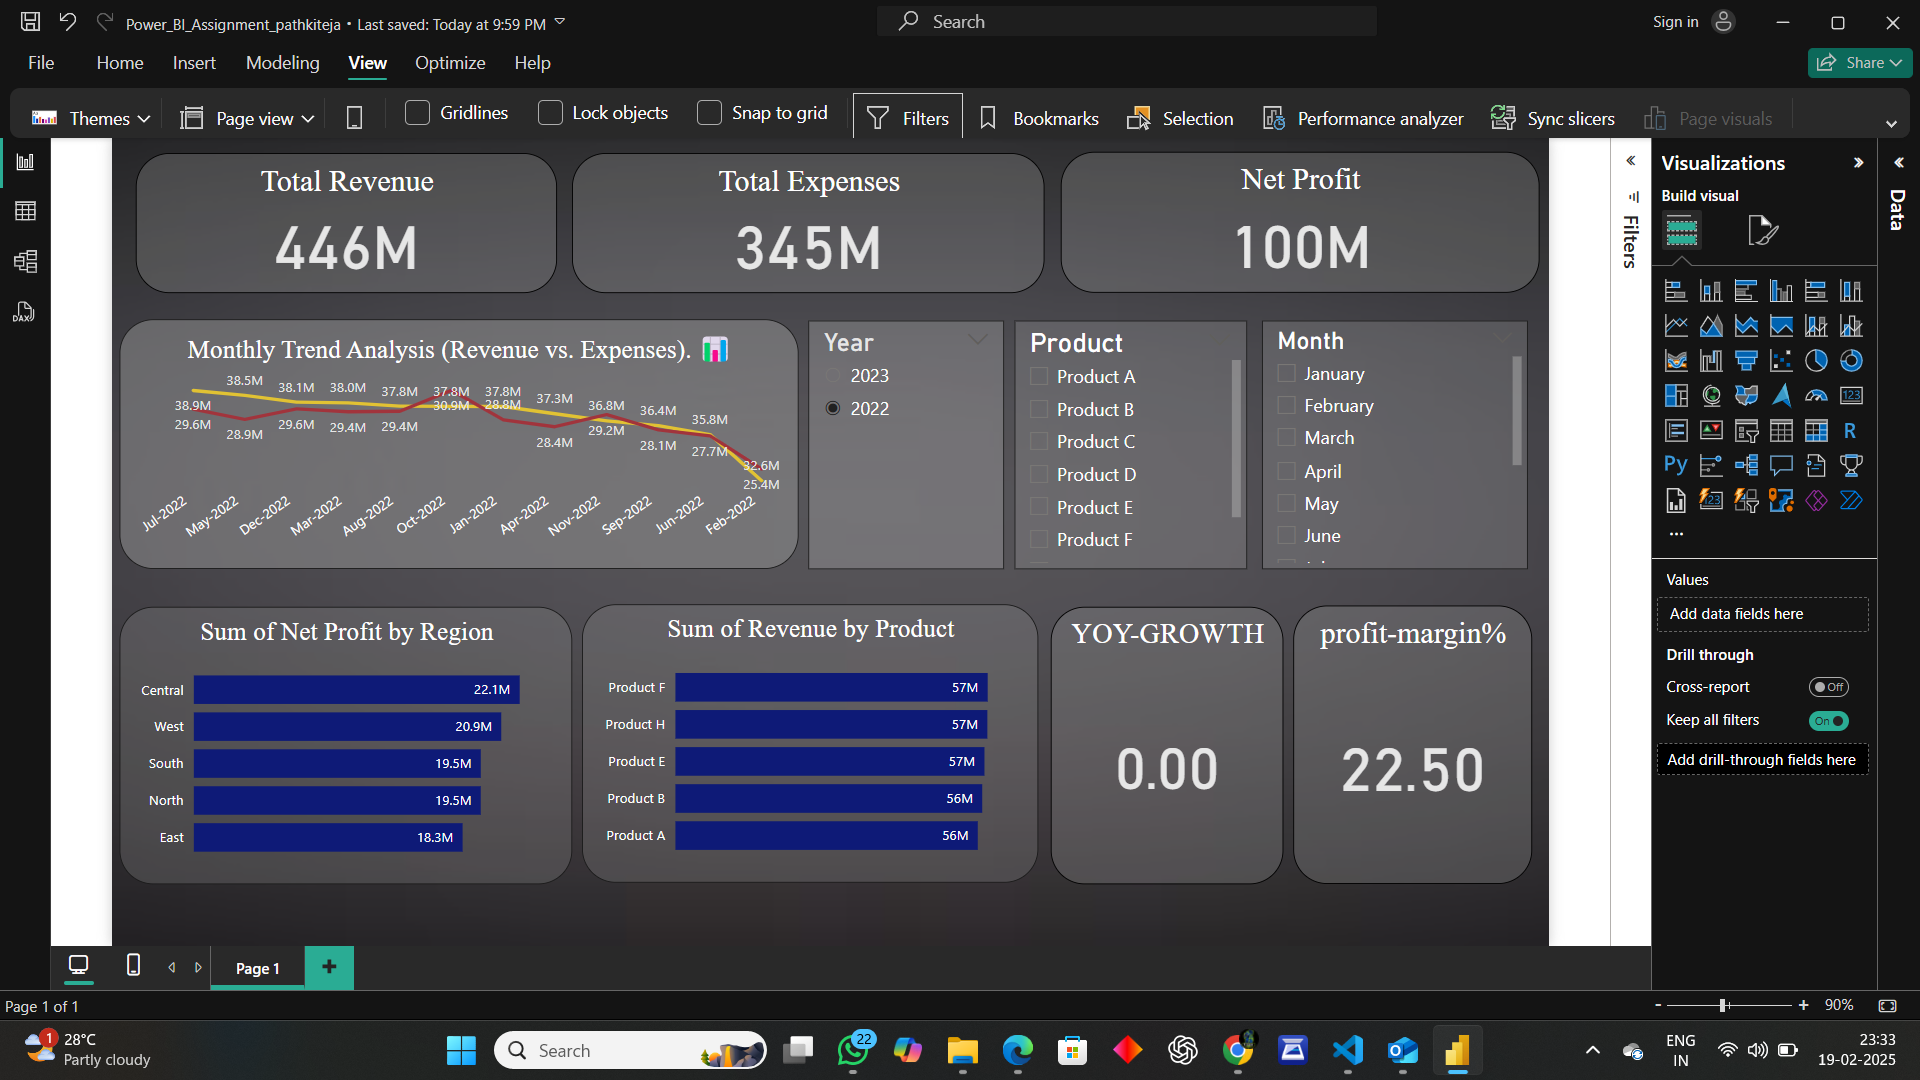 Power_BI_Assignment_pathkiteja • Last saved: Today at 9:59 PM
Search
Sign in
File
Home
Insert
Modeling
View
Optimize
Help
Share
Themes
Page view
Gridlines
Lock objects
Snap to grid
Filters
Bookmarks
Selection
Performance analyzer
Sync slicers
Page visuals
DAX
Total Revenue
446M
Total Expenses
345M
Net Profit
100M
Monthly Trend Analysis (Revenue vs. Expenses).
38.9M
38.5M
38.1M
38.0M
37.8M
37.8M
37.8M
37.3M
36.8M
36.4M
35.8M
32.6M
29.6M
28.9M
29.6M
29.4M
29.4M
30.9M
28.8M
28.4M
29.2M
28.1M
27.7M
25.4M
Jul-2022
May-2022
Dec-2022
Mar-2022
Aug-2022
Oct-2022
Jan-2022
Apr-2022
Nov-2022
Sep-2022
Jun-2022
Feb-2022
Year
2023
2022
Product
Product A
Product B
Product C
Product D
Product E
Product F
Month
January
February
March
April
May
June
Sum of Net Profit by Region
Central 22.1M
West 20.9M
South 19.5M
North 19.5M
East 18.3M
Sum of Revenue by Product
Product F 57M
Product H 57M
Product E 57M
Product B 56M
Product A 56M
YOY-GROWTH
0.00
profit-margin%
22.50
Filters
Visualizations
Build visual
123
R
Py
123
...
Values
Add data fields here
Drill through
Cross-report
Off
Keep all filters
On
Add drill-through fields here
Data
Page 1
+
Page 1 of 1
- + 90%
1
28°C
Partly cloudy
Search
22
ENG
IN
23:33
19-02-2025